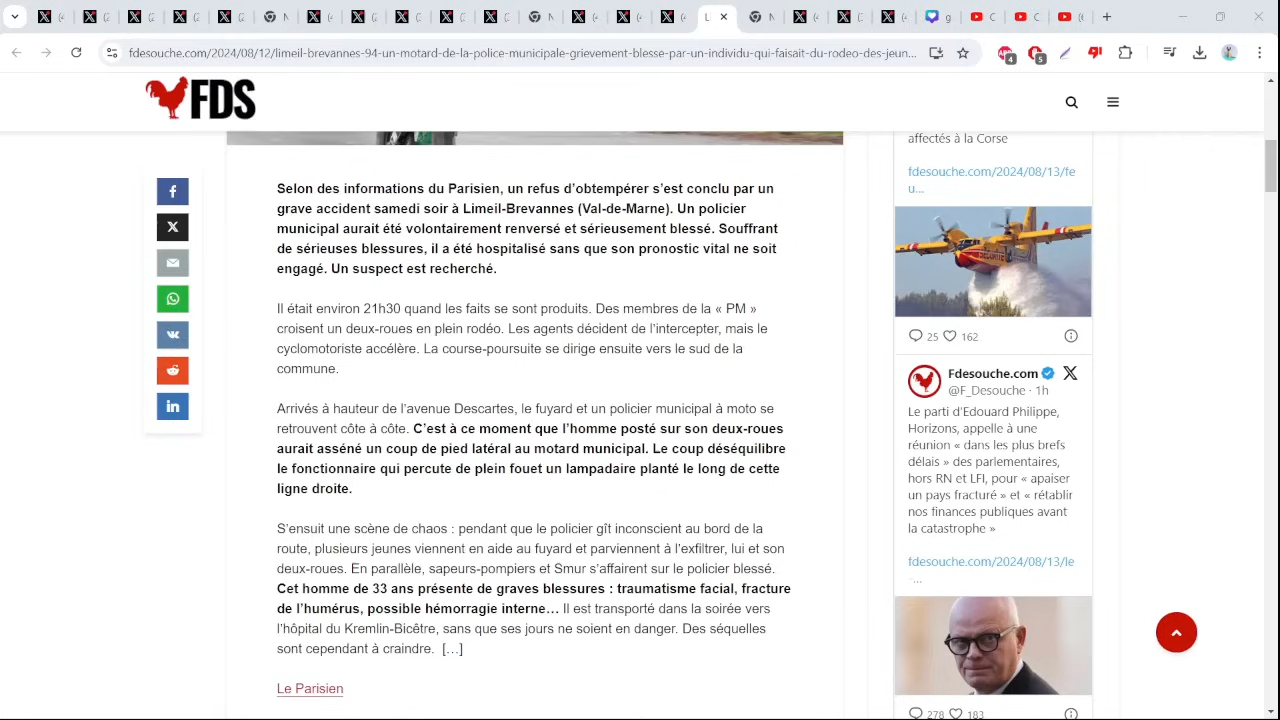 fdesouche.com/2024/08/12/limeil-brevannes-94-un-motard-de-la-police-municipale-grievement-blesse-par-un-individu-qui-faisait-du-rodeo-des-jeun...
4
5
FDS
Selon des informations du Parisien, un refus d'obtempérer s'est conclu par un
grave accident samedi soir à Limeil-Brevannes (Val-de-Marne). Un policier
municipal aurait été volontairement renversé et sérieusement blessé. Souffrant
de sérieuses blessures, il a été hospitalisé sans que son pronostic vital ne soit
engagé. Un suspect est recherché.
Il était environ 21h30 quand les faits se sont produits. Des membres de la « PM »
croisent un deux-roues en plein rodéo. Les agents décident de l'intercepter, mais le
cyclomotoriste accélère. La course-poursuite se dirige ensuite vers le sud de la
commune.
Arrivés à hauteur de l'avenue Descartes, le fuyard et un policier municipal à moto se
retrouvent côte à côte. C'est à ce moment que l'homme posté sur son deux-roues
aurait asséné un coup de pied latéral au motard municipal. Le coup déséquilibre
le fonctionnaire qui percute de plein foust un lampadaire planté le long de cette
ligne droite.
S'ensuit une scène de chaos : pendant que le policier gît inconscient au bord de la
route, plusieurs jeunes viennent en aide au fuyard et parviennent à l'exfiltrer, lui et son
deux-roues. En parallèle, sapeurs-pompiers et Smur s'affairent sur le policier blessé.
Cet homme de 33 ans présente de graves blessures : traumatisme facial, fracture
de l'humérus, possible hémorragie interne… Il est transporté dans la soirée vers
l'hôpital du Kremlin-Bicêtre, sans que ses jours ne soient en danger. Des séquelles
sont cependant à craindre. […]
Le Parisien
affectés à la Corse
fdesouche.com/2024/08/13/fe
u...
25 162
Fdesouche.com
@F_Desouche · 1h
Le parti d'Edouard Philippe,
Horizons, appelle à une
réunion « dans les plus brefs
délais » des parlementaires,
hors RN et LFI, pour « apaiser
un pays fracturé » et « rétablir
nos finances publiques avant
la catastrophe »
fdesouche.com/2024/08/13/le
-...
278 183